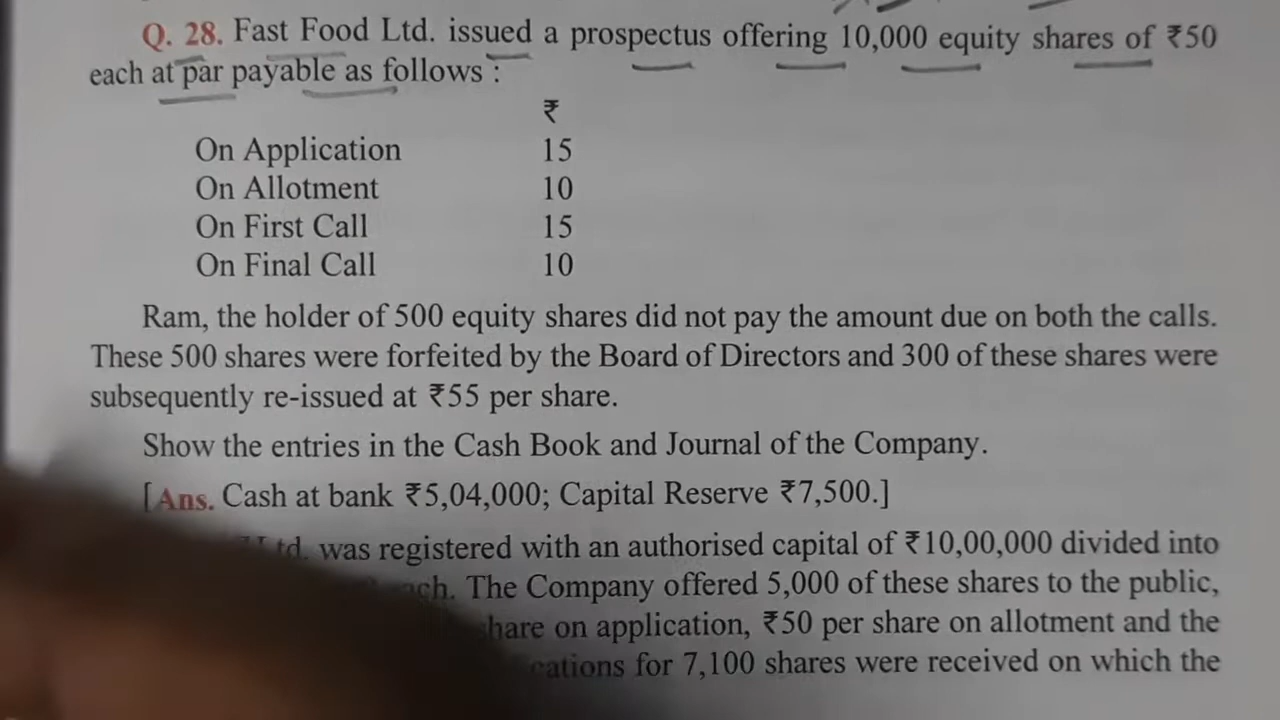 Q. 28. Fast Food Ltd. issued a prospectus offering 10,000 equity shares of ₹50
each at par payable as follows :
₹
On Application 15
On Allotment 10
On First Call 15
On Final Call 10
Ram, the holder of 500 equity shares did not pay the amount due on both the calls.
These 500 shares were forfeited by the Board of Directors and 300 of these shares were
subsequently re-issued at ₹55 per share.
Show the entries in the Cash Book and Journal of the Company.
[Ans. Cash at bank ₹5,04,000; Capital Reserve ₹7,500.]
was registered with an authorised capital of ₹10,00,000 divided into
The Company offered 5,000 of these shares to the public,
on application, ₹50 per share on allotment and the
for 7,100 shares were received on which the